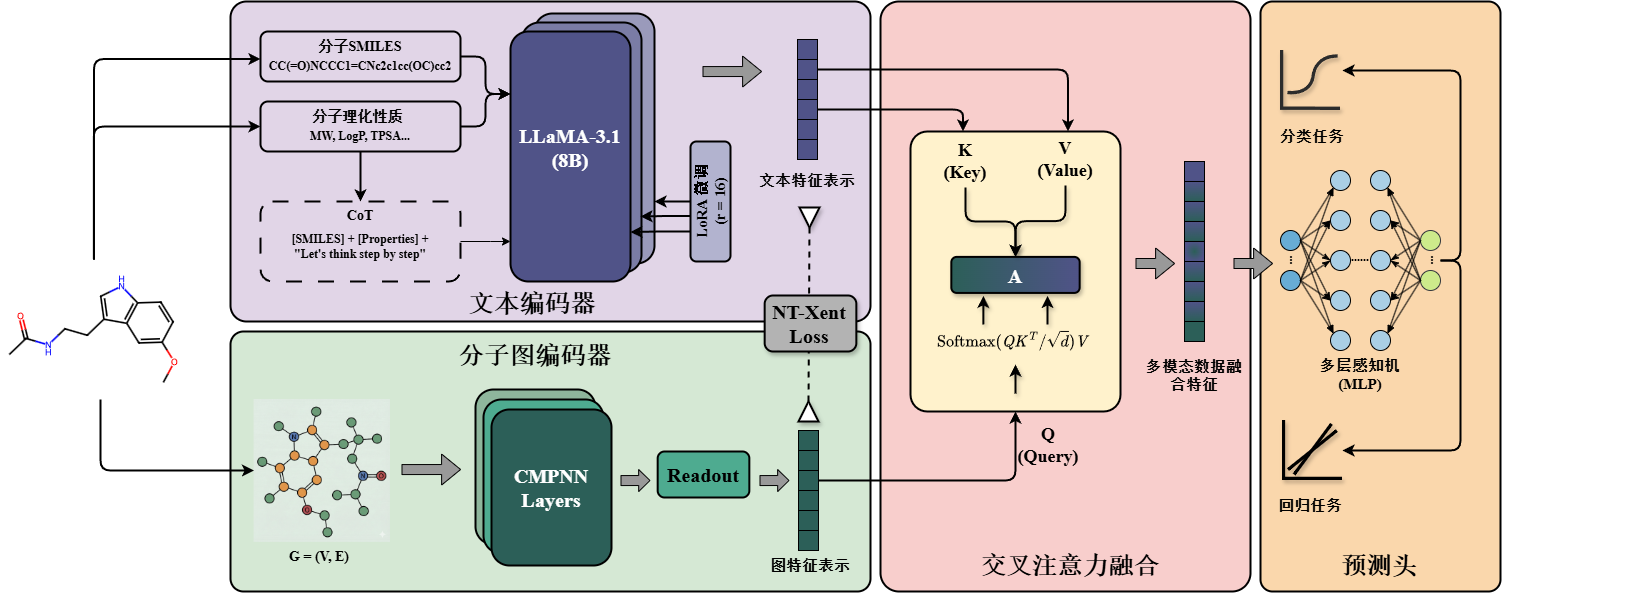 分子SMILES
CC(=O)NCCC1=CNc2c1cc(OC)cc2
分子理化性质
MW, LogP, TPSA...
CoT
[SMILES] + [Properties] +
"Let's think step by step"
LLaMA-3.1
(8B)
LoRA 微调
(r = 16)
文本特征表示
文本编码器
NT-Xent
Loss
H
N
O
N
H
O
分子图编码器
N
N
O
O
G = (V, E)
CMPNN
Layers
Readout
图特征表示
K
(Key)
V
(Value)
A
Softmax(QK^T/√d) V
Q
(Query)
多模态数据融
合特征
交叉注意力融合
分类任务
多层感知机
(MLP)
回归任务
预测头